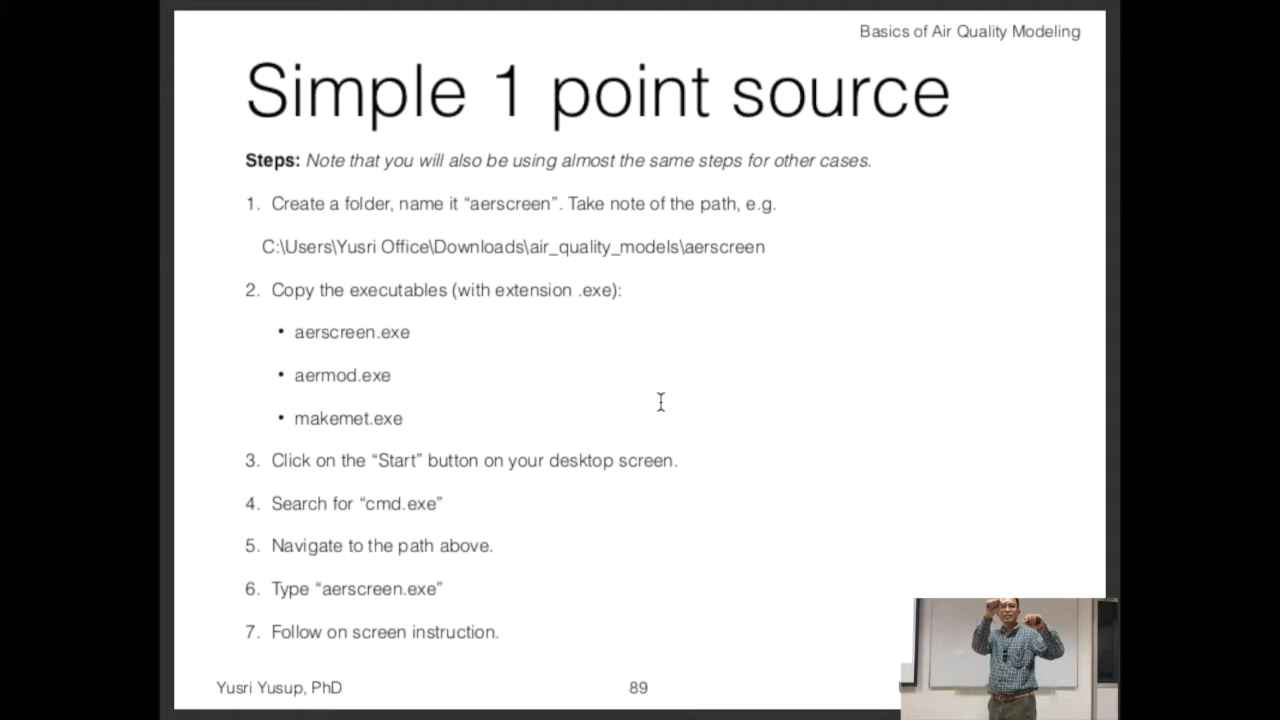 Basics of Air Quality Modeling
Simple 1 point source
Steps: Note that you will also be using almost the same steps for other cases.
1. Create a folder, name it “aerscreen”. Take note of the path, e.g.
C:\Users\Yusri Office\Downloads\air_quality_models\aerscreen
2. Copy the executables (with extension .exe):
• aerscreen.exe
• aermod.exe
• makemet.exe
3. Click on the “Start” button on your desktop screen.
4. Search for “cmd.exe”
5. Navigate to the path above.
6. Type “aerscreen.exe”
7. Follow on screen instruction.
Yusri Yusup, PhD
89